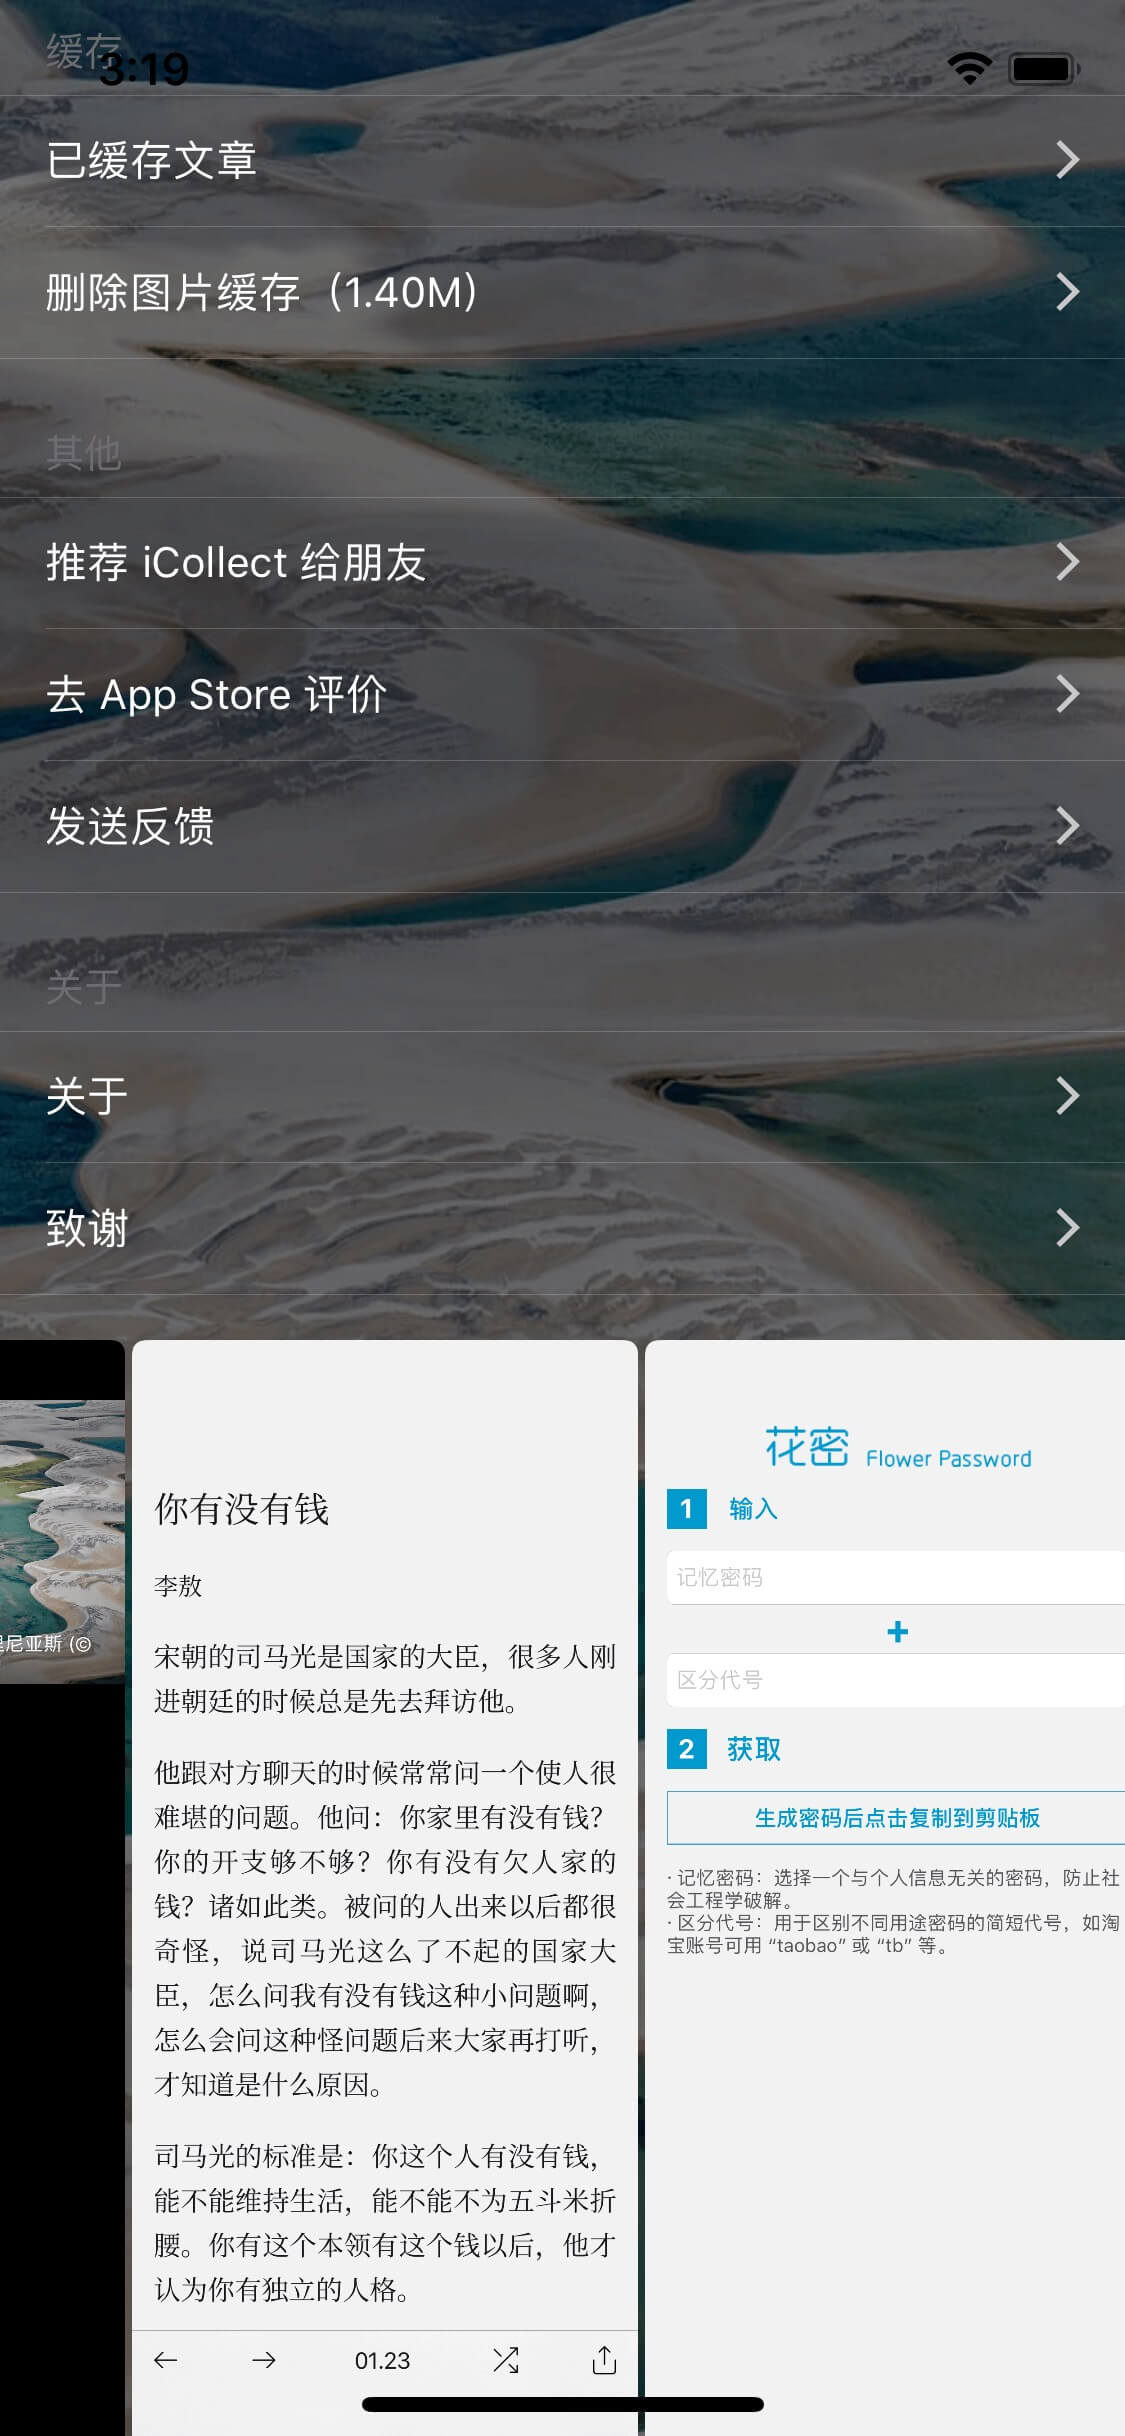 缓存
3:19
已缓存文章
删除图片缓存（1.40M）
其他
推荐 iCollect 给朋友
去 App Store 评价
发送反馈
关于
关于
致谢
尼亚斯 (©
你有没有钱
李敖
宋朝的司马光是国家的大臣，很多人刚
进朝廷的时候总是先去拜访他。
他跟对方聊天的时候常常问一个使人很
难堪的问题。他问：你家里有没有钱？
你的开支够不够？你有没有欠人家的
钱？诸如此类。被问的人出来以后都很
奇怪，说司马光这么了不起的国家大
臣，怎么问我有没有钱这种小问题啊，
怎么会问这种怪问题后来大家再打听，
才知道是什么原因。
司马光的标准是：你这个人有没有钱，
能不能维持生活，能不能不为五斗米折
腰。你有这个本领有这个钱以后，他才
认为你有独立的人格。
01.23
花密 Flower Password
1 输入
记忆密码
+
区分代号
2 获取
生成密码后点击复制到剪贴板
· 记忆密码：选择一个与个人信息无关的密码，防止社
会工程学破解。
· 区分代号：用于区别不同用途密码的简短代号，如淘
宝账号可用 “taobao” 或 “tb” 等。